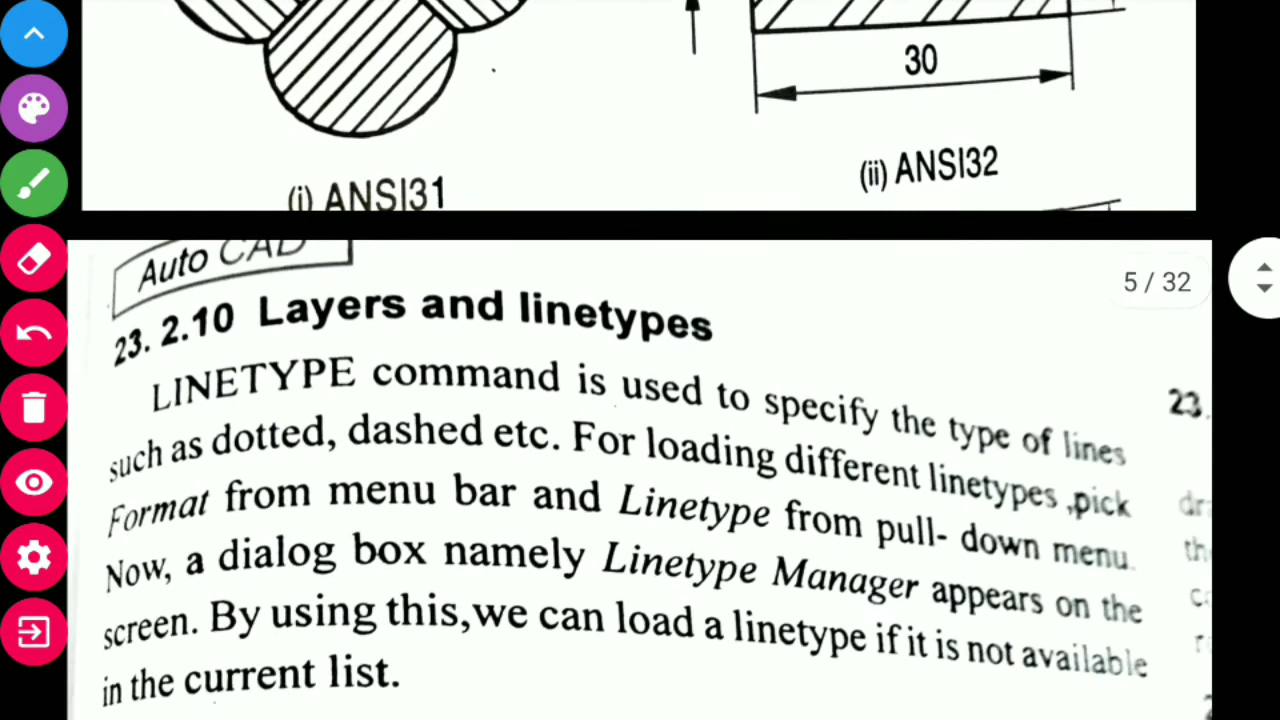 30
(i) ANSI31
(ii) ANSI32
Auto CAD
5 / 32
23. 2.10 Layers and linetypes
LINETYPE command is used to specify the type of lines
such as dotted, dashed etc. For loading different linetypes ,pick
Format from menu bar and Linetype from pull- down menu.
Now, a dialog box namely Linetype Manager appears on the
screen. By using this,we can load a linetype if it is not available
in the current list.
23.